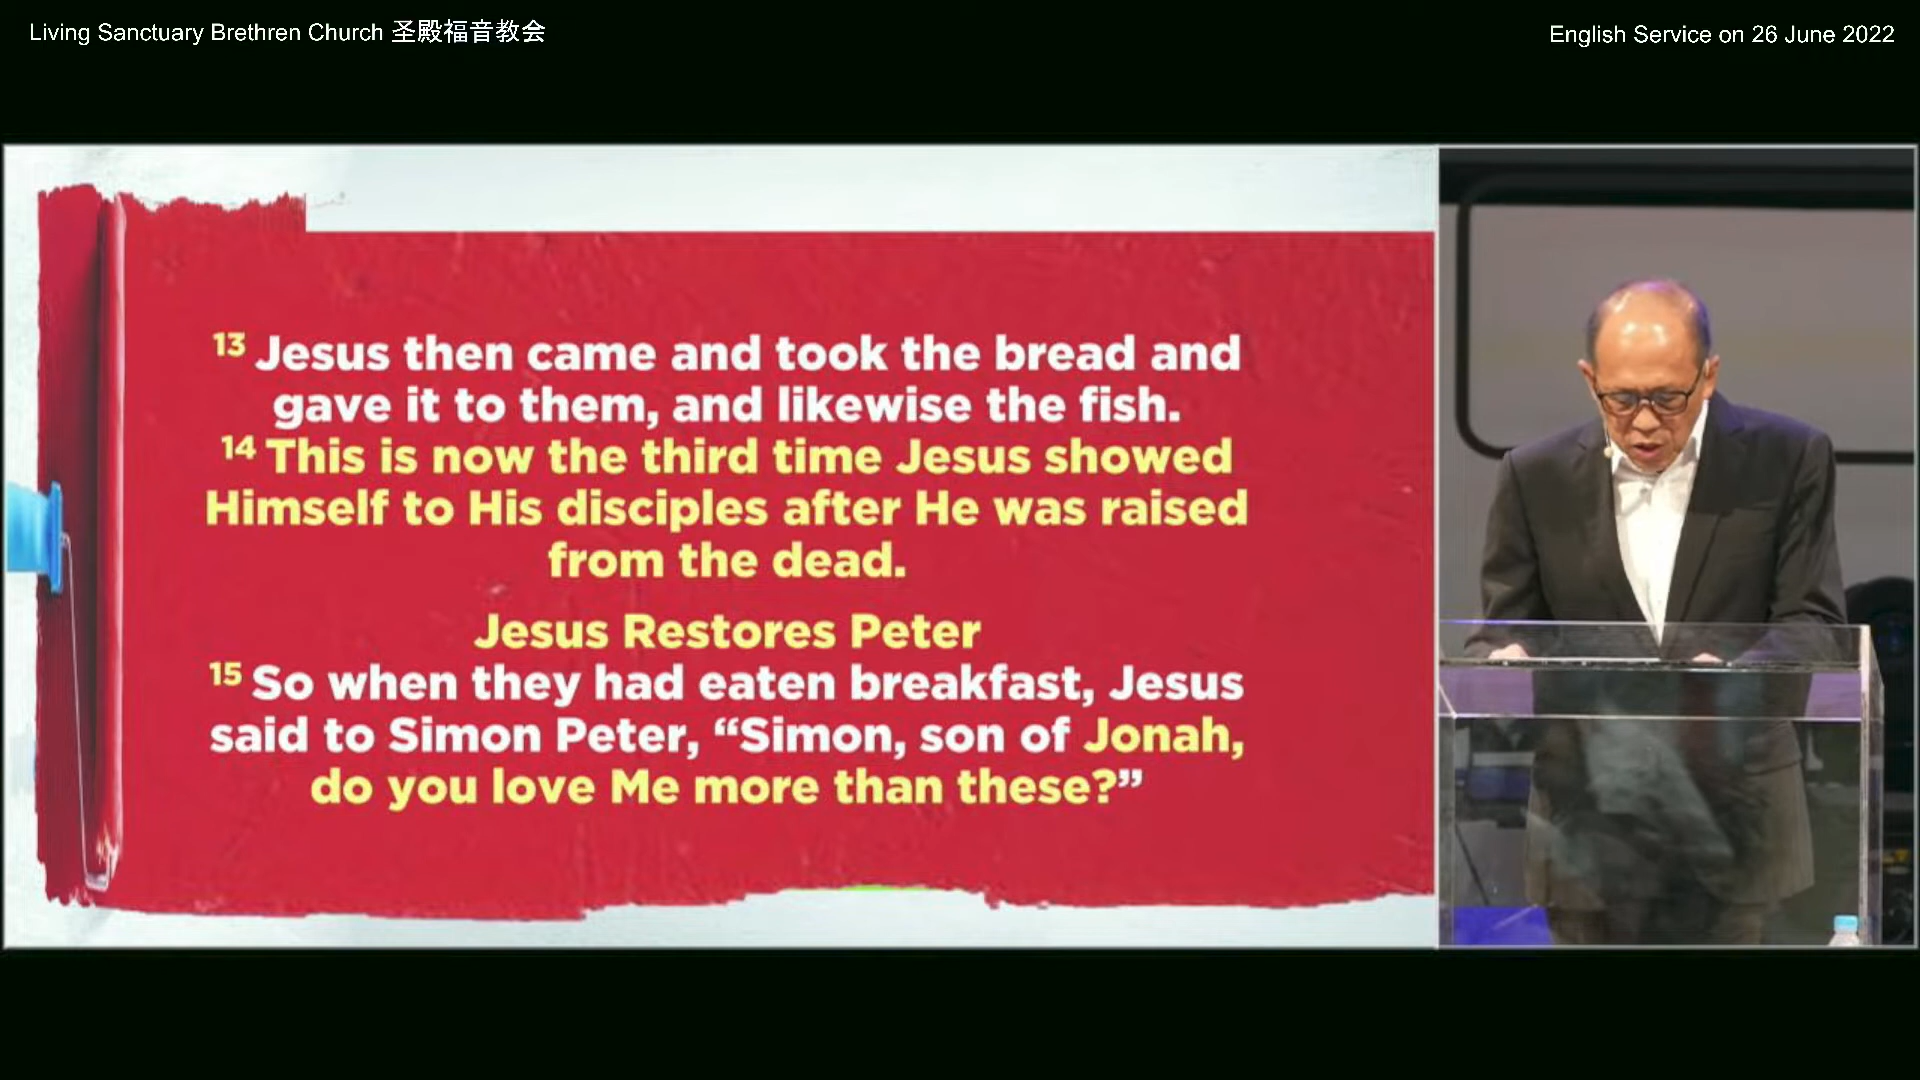 Living Sanctuary Brethren Church 圣殿福音教会
English Service on 26 June 2022
13 Jesus then came and took the bread and
gave it to them, and likewise the fish.
14 This is now the third time Jesus showed
Himself to His disciples after He was raised
from the dead.
Jesus Restores Peter
15 So when they had eaten breakfast, Jesus
said to Simon Peter, “Simon, son of Jonah,
do you love Me more than these?”